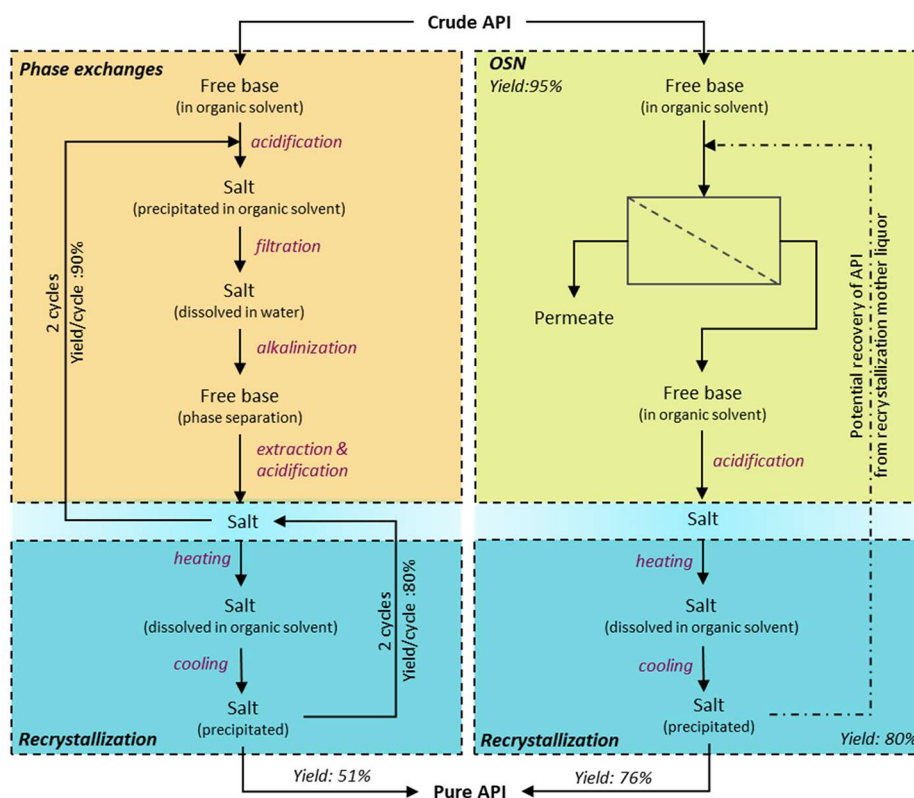 Crude API
Phase exchanges
Free base
(in organic solvent)
acidification
Salt
(precipitated in organic solvent)
filtration
Salt
(dissolved in water)
alkalinization
Free base
(phase separation)
extraction &
acidification
2 cycles
Yield/cycle :90%
Salt
heating
Salt
(dissolved in organic solvent)
cooling
Salt
(precipitated)
2 cycles
Yield/cycle :80%
Recrystallization
Yield: 51%
OSN
Yield:95%
Free base
(in organic solvent)
Permeate
Free base
(in organic solvent)
acidification
Potential recovery of API
from recrystallization mother liquor
Salt
heating
Salt
(dissolved in organic solvent)
cooling
Salt
(precipitated)
Recrystallization
Yield: 80%
Yield: 76%
Pure API